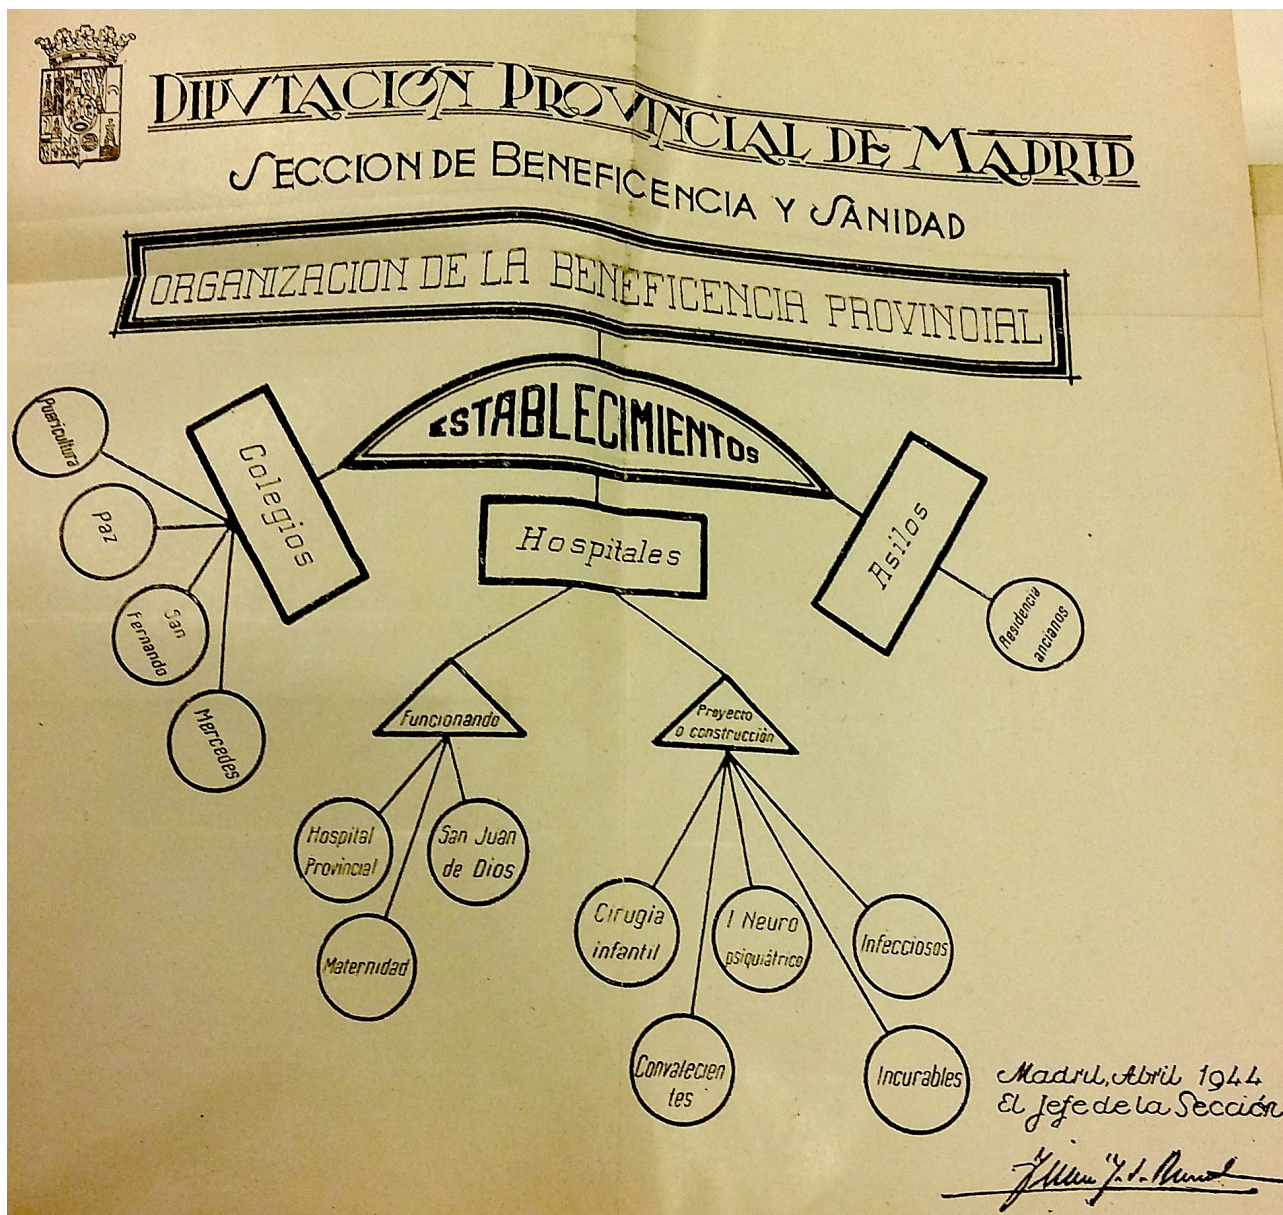 DIPVTACIÓN PROVINCIAL DE MADRID
SECCION DE BENEFICENCIA Y SANIDAD
ORGANIZACION DE LA BENEFICENCIA PROVINCIAL
ESTABLECIMIENTOS
Colegios
Puericultura
Paz
San
Fernando
Mercedes
Hospitales
Funcionando
Hospital
Provincial
San Juan
de Dios
Maternidad
Proyecto
o construcción
Cirugia
infantil
I Neuro
psiquiátrico
Infecciosos
Convalecien
tes
Incurables
Asilos
Residencia
ancianos
Madrid, Abril 1944
El Jefe de la Sección